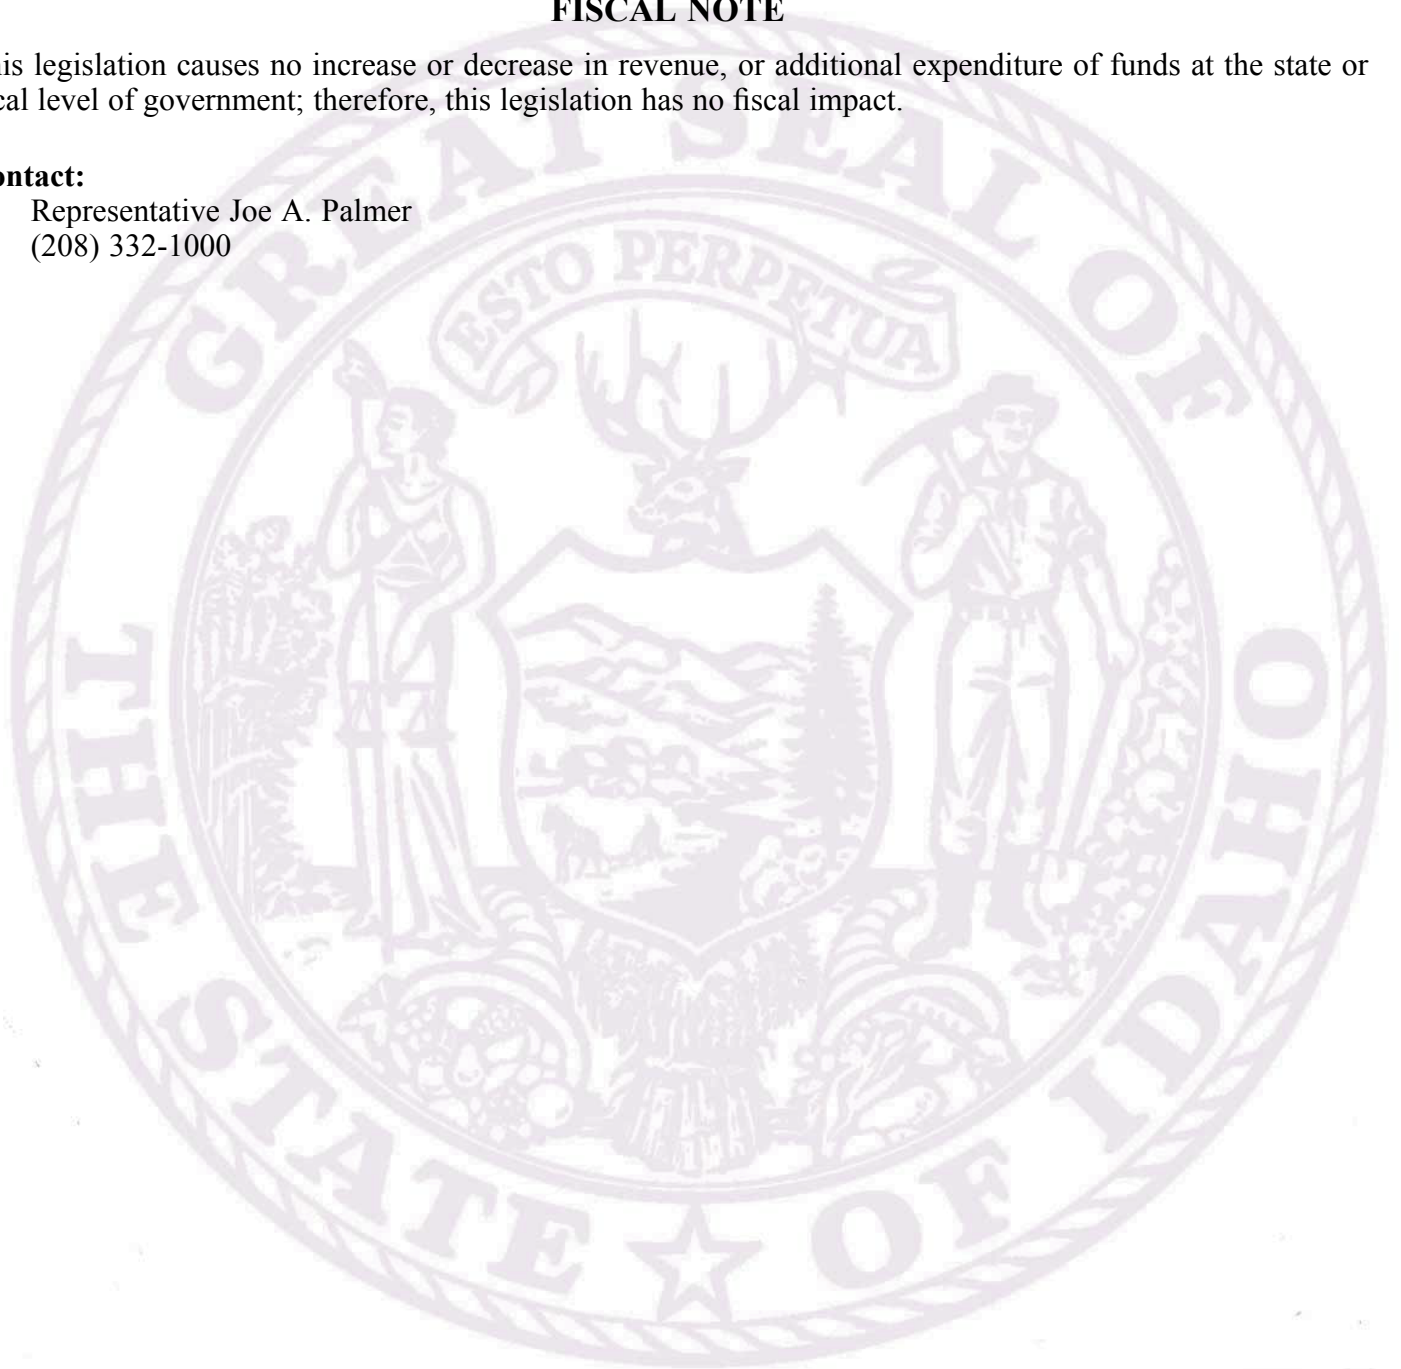 FISCAL NOTE
his legislation causes no increase or decrease in revenue, or additional expenditure of funds at the state or
cal level of government; therefore, this legislation has no fiscal impact.
ontact:
Representative Joe A. Palmer
(208) 332-1000
GREAT SEAL OF
ESTO PERPETUA
THE STATE OF IDAHO